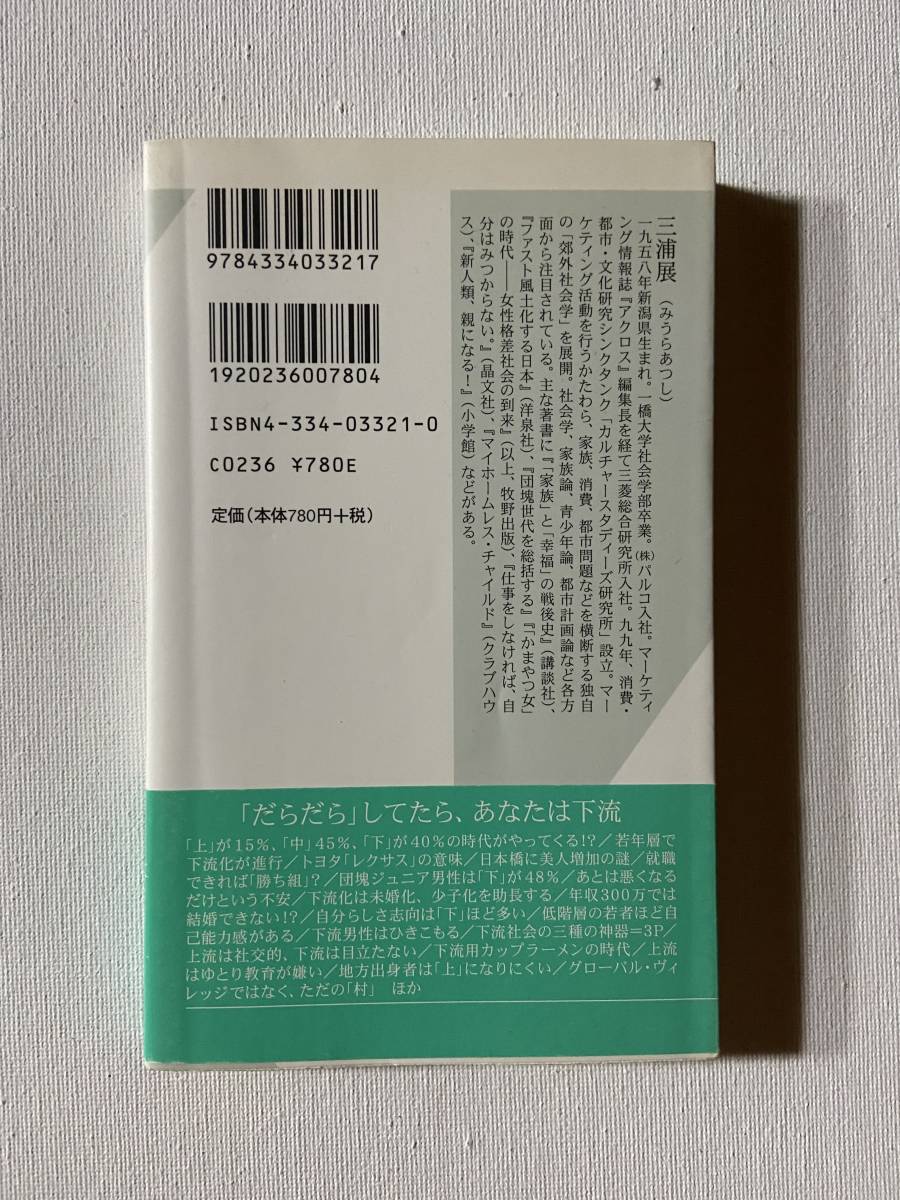 9784334033217
1920236007804
ISBN4-334-03321-0
C0236 ¥780E
定価(本体780円+税)
三浦展 (みうらあつし)
一九五八年新潟県生まれ。一橋大学社会学部卒業。㈱パルコ入社。マーケティ
ング情報誌『アクロス』編集長を経て三菱総合研究所入社。九九年、消費・
都市・文化研究シンクタンク「カルチャースタディーズ研究所」設立。マー
ケティング活動を行うかたわら、家族、消費、都市問題などを横断する独自
の「郊外社会学」を展開。社会学、家族論、青少年論、都市計画論など各方
面から注目されている。主な著書に『「家族」と「幸福」の戦後史』(講談社)、
『ファスト風土化する日本』(洋泉社)、『団塊世代を総括する』『「かまやつ女」
の時代――女性格差社会の到来』(以上、牧野出版)、『仕事をしなければ、自
分はみつからない。』(晶文社)、『マイホームレス・チャイルド』(クラブハウ
ス)、『新人類、親になる!』(小学館)などがある。
「だらだら」してたら、あなたは下流
「上」が15%、「中」45%、「下」が40%の時代がやってくる!?/若年層で
下流化が進行/トヨタ「レクサス」の意味/日本橋に美人増加の謎/就職
できれば「勝ち組」?/団塊ジュニア男性は「下」が48%/あとは悪くなる
だけという不安/下流化は未婚化、少子化を助長する/年収300万では
結婚できない!?/自分らしさ志向は「下」ほど多い/低階層の若者ほど自
己能力感がある/下流男性はひきこもる/下流社会の三種の神器=3P/
上流は社交的、下流は目立たない/下流用カップラーメンの時代/上流
はゆとり教育が嫌い/地方出身者は「上」になりにくい/グローバル・ヴィ
レッジではなく、ただの「村」 ほか